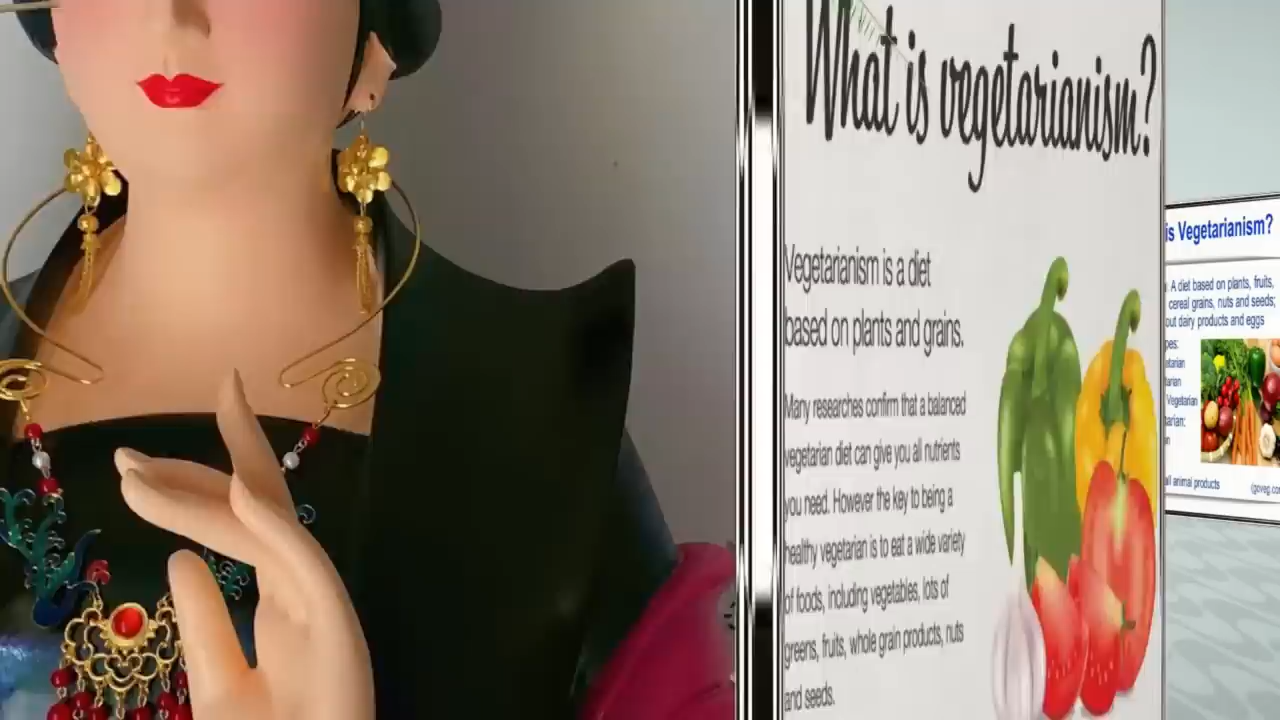 What is vegetarianism?
Vegetarianism is a diet
based on plants and grains.
Many researches confirm that a balanced
vegetarian diet can give you all nutrients
you need. However the key to being a
healthy vegetarian is to eat a wide variety
of foods, including vegetables, lots of
greens, fruits, whole grain products, nuts
and seeds.
is Vegetarianism?
A diet based on plants, fruits,
cereal grains, nuts and seeds;
out dairy products and eggs
Vegetarian
all animal products